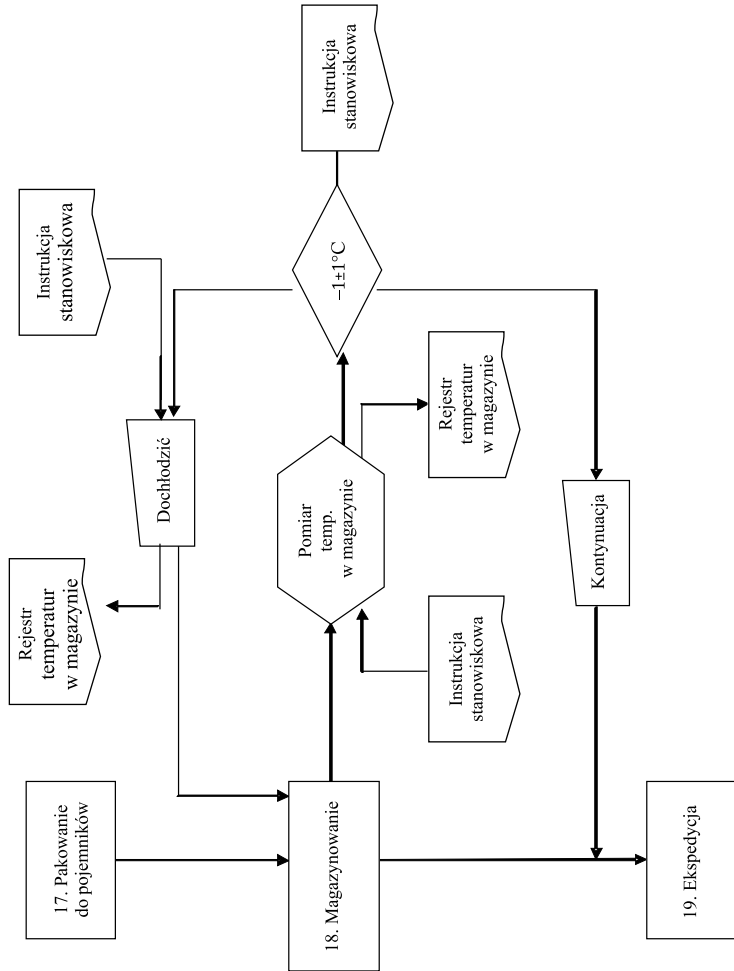 17. Pakowanie
do pojemników
18. Magazynowanie
19. Ekspedycja
Rejestr
temperatur
w magazynie
Dochłodzić
Instrukcja
stanowiskowa
Pomiar
temp.
w magazynie
Instrukcja
stanowiskowa
Rejestr
temperatur
w magazynie
–1±1°C
Instrukcja
stanowiskowa
Kontynuacja